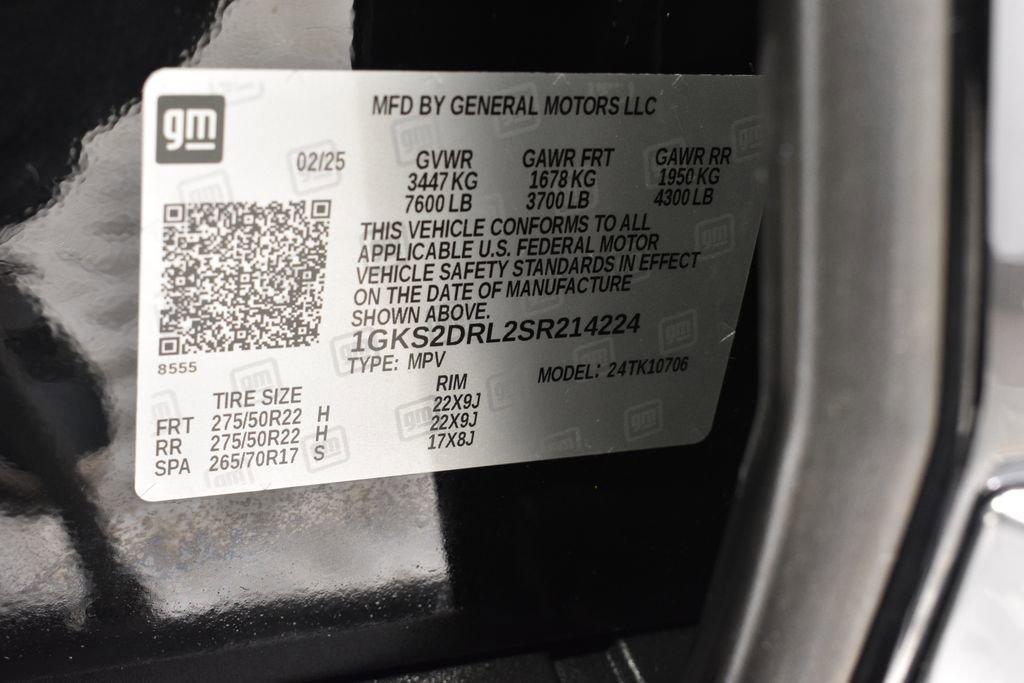 gm
MFD BY GENERAL MOTORS LLC
02/25 GVWR GAWR FRT GAWR RR
3447 KG 1678 KG 1950 KG
7600 LB 3700 LB 4300 LB
THIS VEHICLE CONFORMS TO ALL
APPLICABLE U.S. FEDERAL MOTOR
VEHICLE SAFETY STANDARDS IN EFFECT
ON THE DATE OF MANUFACTURE
SHOWN ABOVE.
1GKS2DRL2SR214224
8555
TYPE: MPV MODEL: 24TK10706
TIRE SIZE RIM
FRT 275/50R22 H 22X9J
RR 275/50R22 H 22X9J
SPA 265/70R17 S 17X8J